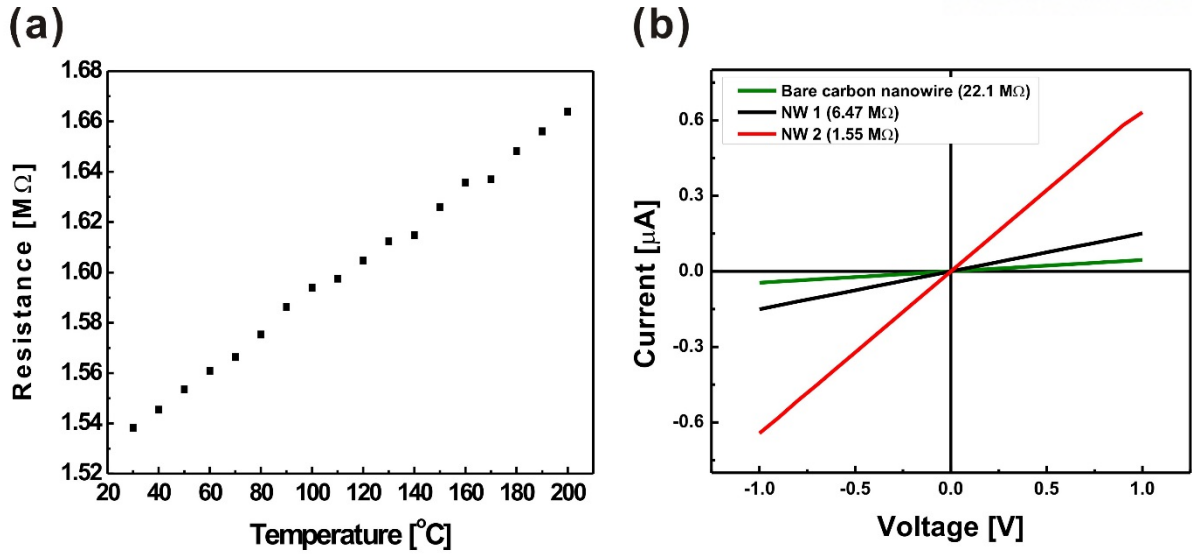 (a)
Resistance [MΩ]
1.68
1.66
1.64
1.62
1.60
1.58
1.56
1.54
1.52
20 40 60 80 100 120 140 160 180 200
Temperature [°C]
(b)
Bare carbon nanowire (22.1 MΩ)
NW 1 (6.47 MΩ)
NW 2 (1.55 MΩ)
Current [μA]
0.6
0.3
0.0
-0.3
-0.6
-1.0 -0.5 0.0 0.5 1.0
Voltage [V]